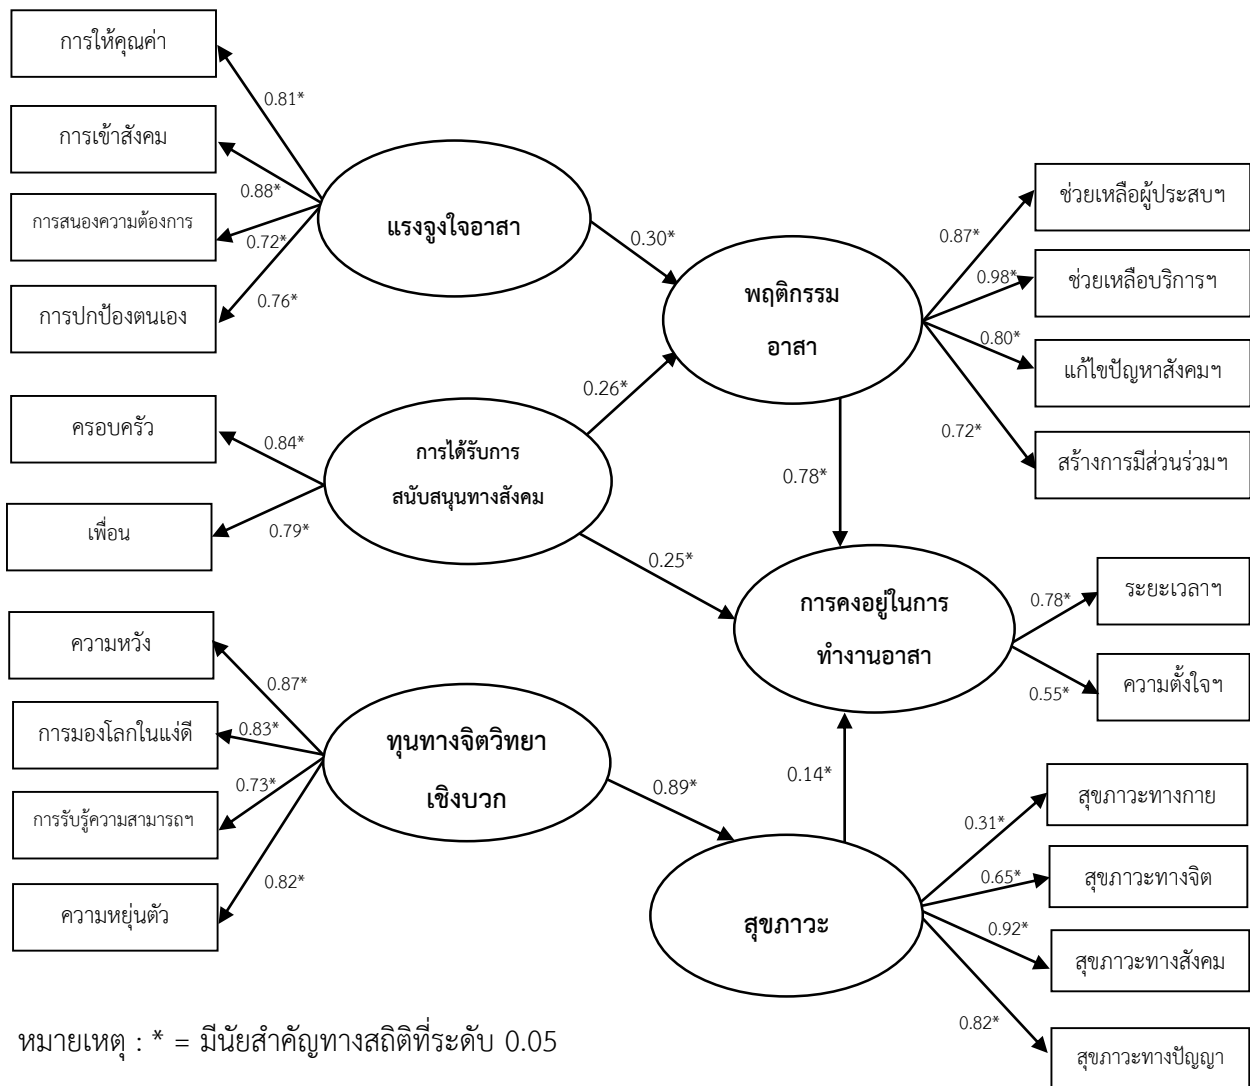 การให้คุณค่า
0.81*
การเข้าสังคม
0.88*
การสนองความต้องการ
0.72*
การปกป้องตนเอง
0.76*
แรงจูงใจอาสา
0.30*
พฤติกรรม
อาสา
0.87*
ช่วยเหลือผู้ประสบฯ
0.98*
ช่วยเหลือบริการฯ
0.80*
แก้ไขปัญหาสังคมฯ
0.72*
สร้างการมีส่วนร่วมฯ
ครอบครัว
0.84*
เพื่อน
0.79*
การได้รับการ
สนับสนุนทางสังคม
0.26*
0.25*
0.78*
การคงอยู่ในการ
ทำงานอาสา
0.78*
ระยะเวลาฯ
0.55*
ความตั้งใจฯ
ความหวัง
0.87*
การมองโลกในแง่ดี
0.83*
การรับรู้ความสามารถฯ
0.73*
ความหยุ่นตัว
0.82*
ทุนทางจิตวิทยา
เชิงบวก
0.89*
0.14*
สุขภาวะ
0.31*
สุขภาวะทางกาย
0.65*
สุขภาวะทางจิต
0.92*
สุขภาวะทางสังคม
0.82*
สุขภาวะทางปัญญา
หมายเหตุ : * = มีนัยสำคัญทางสถิติที่ระดับ 0.05